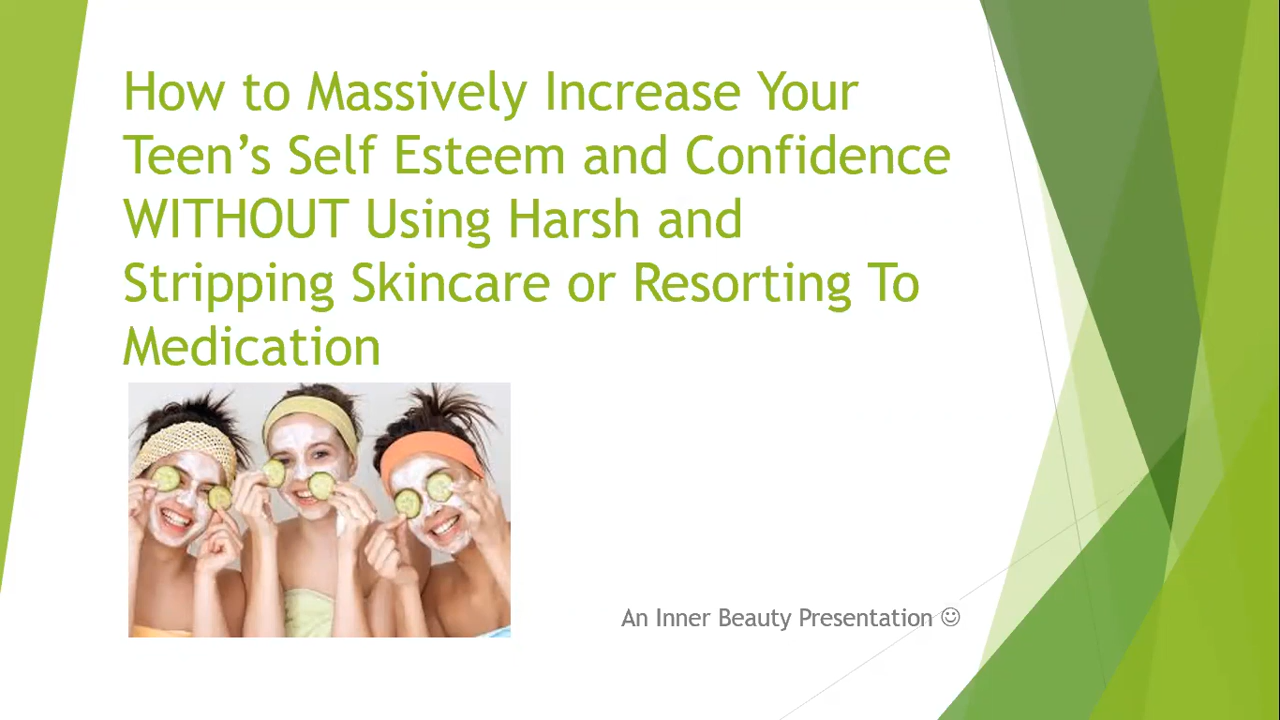 How to Massively Increase Your
Teen’s Self Esteem and Confidence
WITHOUT Using Harsh and
Stripping Skincare or Resorting To
Medication
An Inner Beauty Presentation ☺